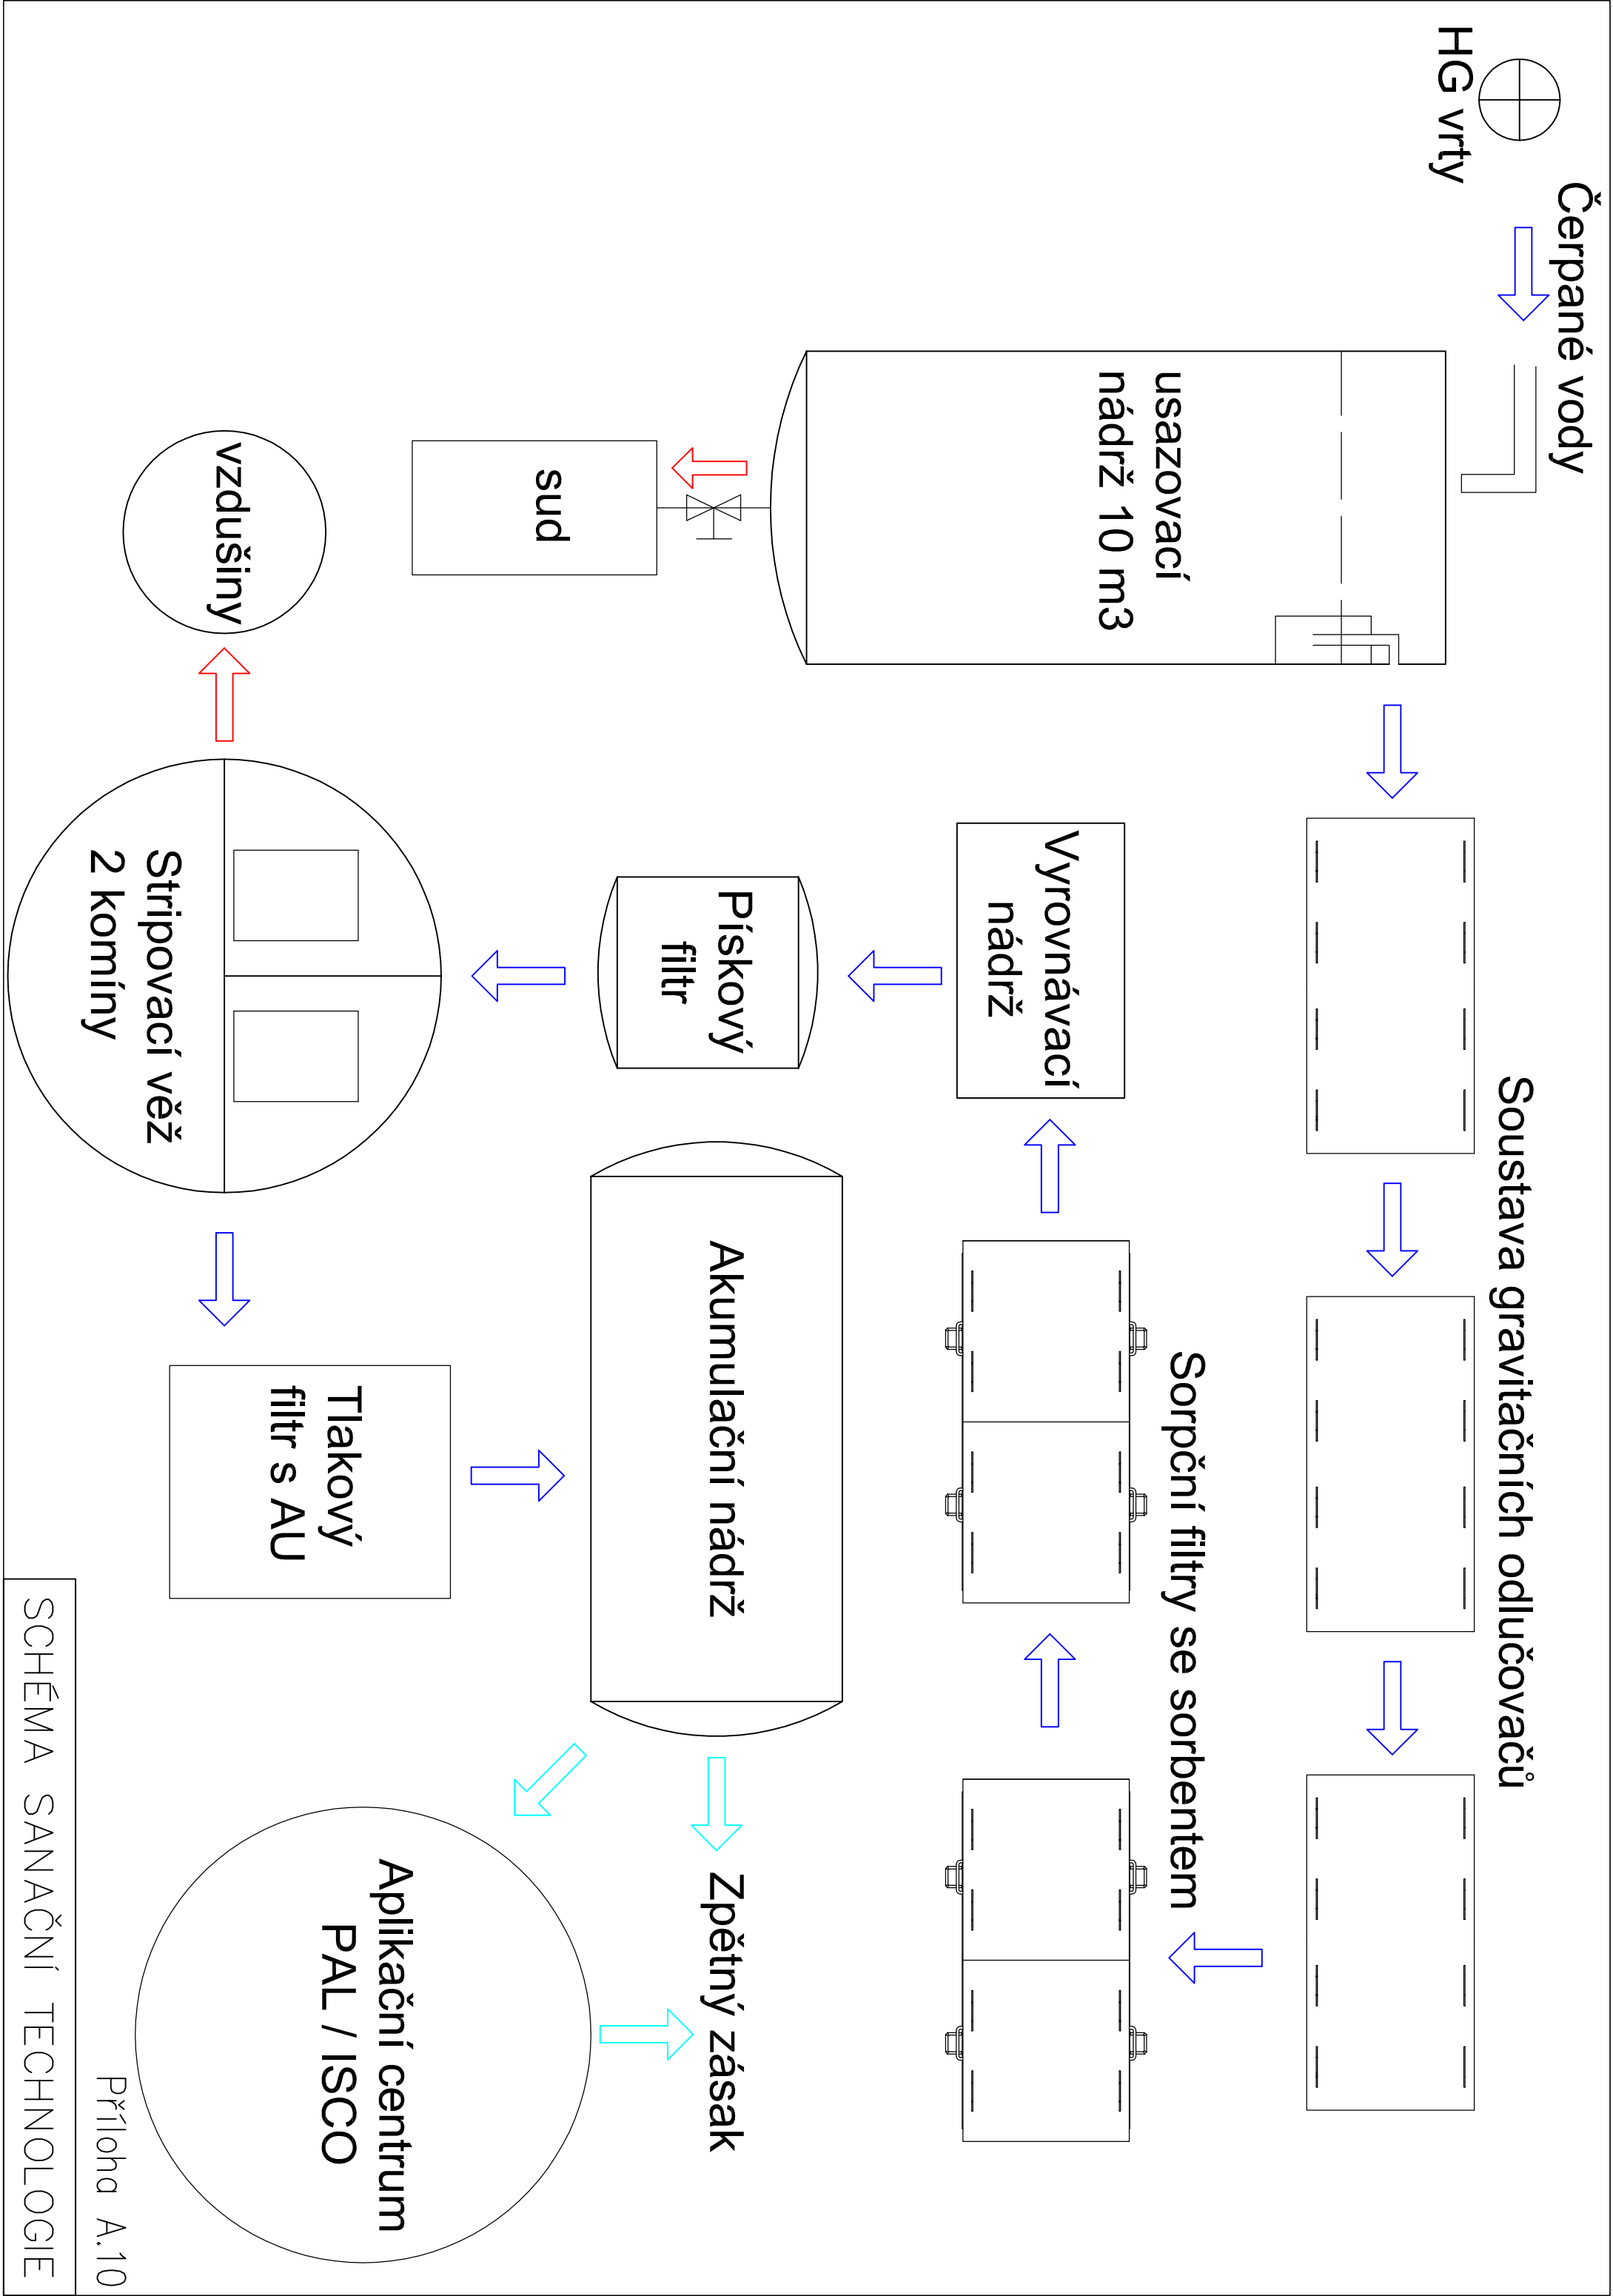 HG vrty
Čerpané vody
usazovací
nádrž 10 m3
sud
vzdušiny
Soustava gravitačních odlučovačů
Sorpční filtry se sorbentem
Vyrovnávací
nádrž
Pískový
filtr
Stripovací věž
2 komíny
Tlakový
filtr s AU
Akumulační nádrž
Zpětný zásak
Aplikační centrum
PAL / ISCO
Příloha A.10
SCHÉMA SANAČNÍ TECHNOLOGIE